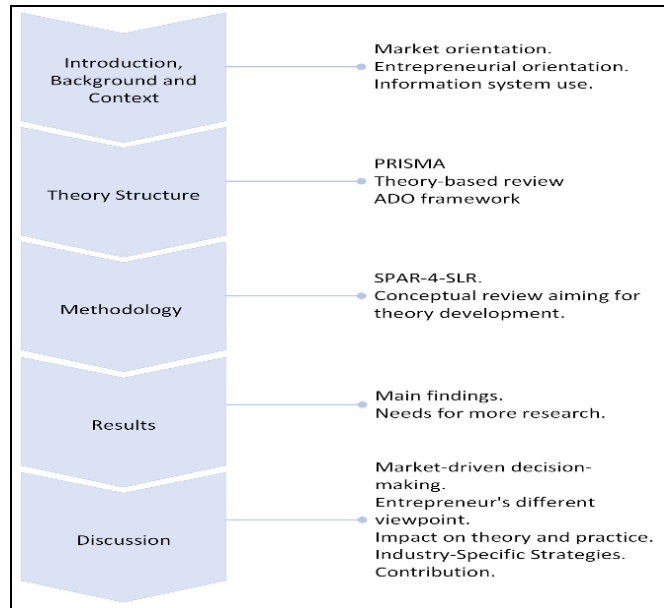 Introduction,
Background and
Context
Market orientation.
Entrepreneurial orientation.
Information system use.
Theory Structure
PRISMA
Theory-based review
ADO framework
Methodology
SPAR-4-SLR.
Conceptual review aiming for
theory development.
Results
Main findings.
Needs for more research.
Discussion
Market-driven decision-
making.
Entrepreneur's different
viewpoint.
Impact on theory and practice.
Industry-Specific Strategies.
Contribution.